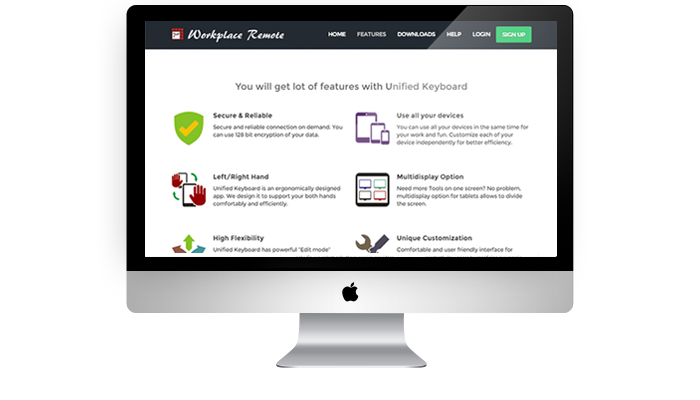 Workplace Remote
HOME FEATURES DOWNLOADS HELP LOGIN SIGN UP
You will get lot of features with Unified Keyboard
Secure & Reliable
Secure and reliable connection on demand. You
can use 128 bit encryption of your data.
Use all your devices
You can use all your devices in the same time for
your work and fun. Customize each of your
device independently for better efficiency.
Left/Right Hand
Unified Keyboard is an ergonomically designed
app. We design it to support your both hands
comfortably and efficiently.
Multidisplay Option
Need more Tools on one screen? No problem,
multidisplay option for tablets allows to divide
the screen.
High Flexibility
Unified Keyboard has powerful "Edit mode"
Unique Customization
Comfortable and user friendly interface for